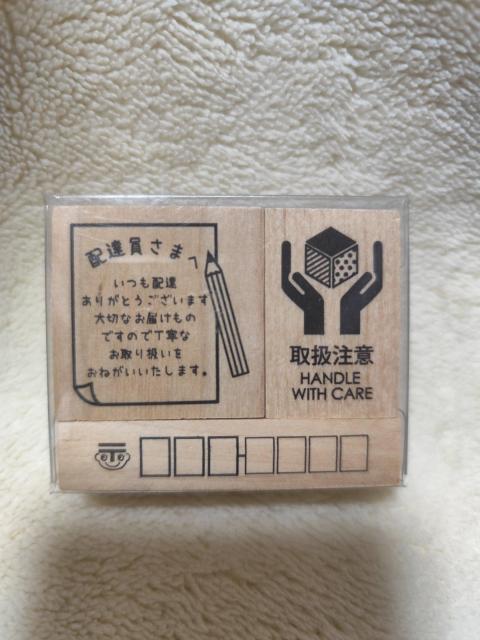 配達員さまへ
いつも配達
ありがとうございます
大切なお届けもの
ですので丁寧な
お取り扱いを
おねがいいたします。
取扱注意
HANDLE
WITH CARE